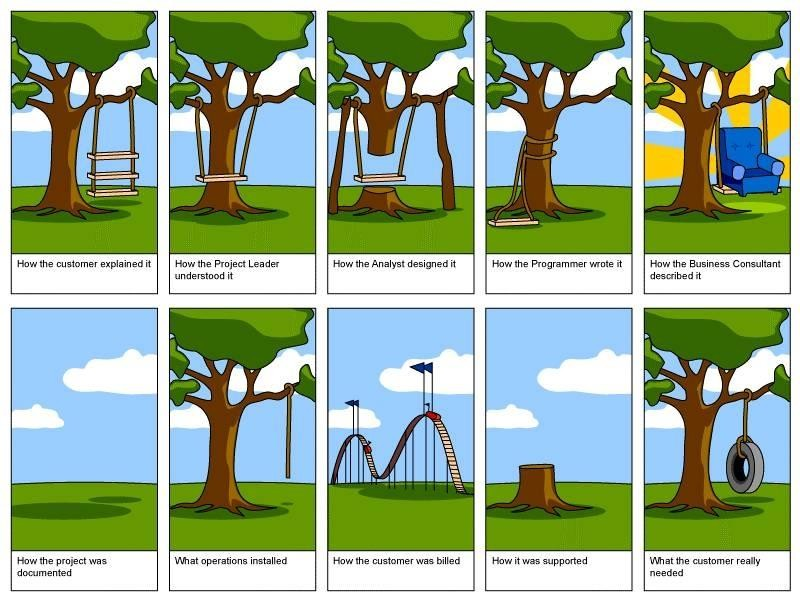 How the customer explained it
How the Project Leader
understood it
How the Analyst designed it
How the Programmer wrote it
How the Business Consultant
described it
How the project was
documented
What operations installed
How the customer was billed
How it was supported
What the customer really
needed